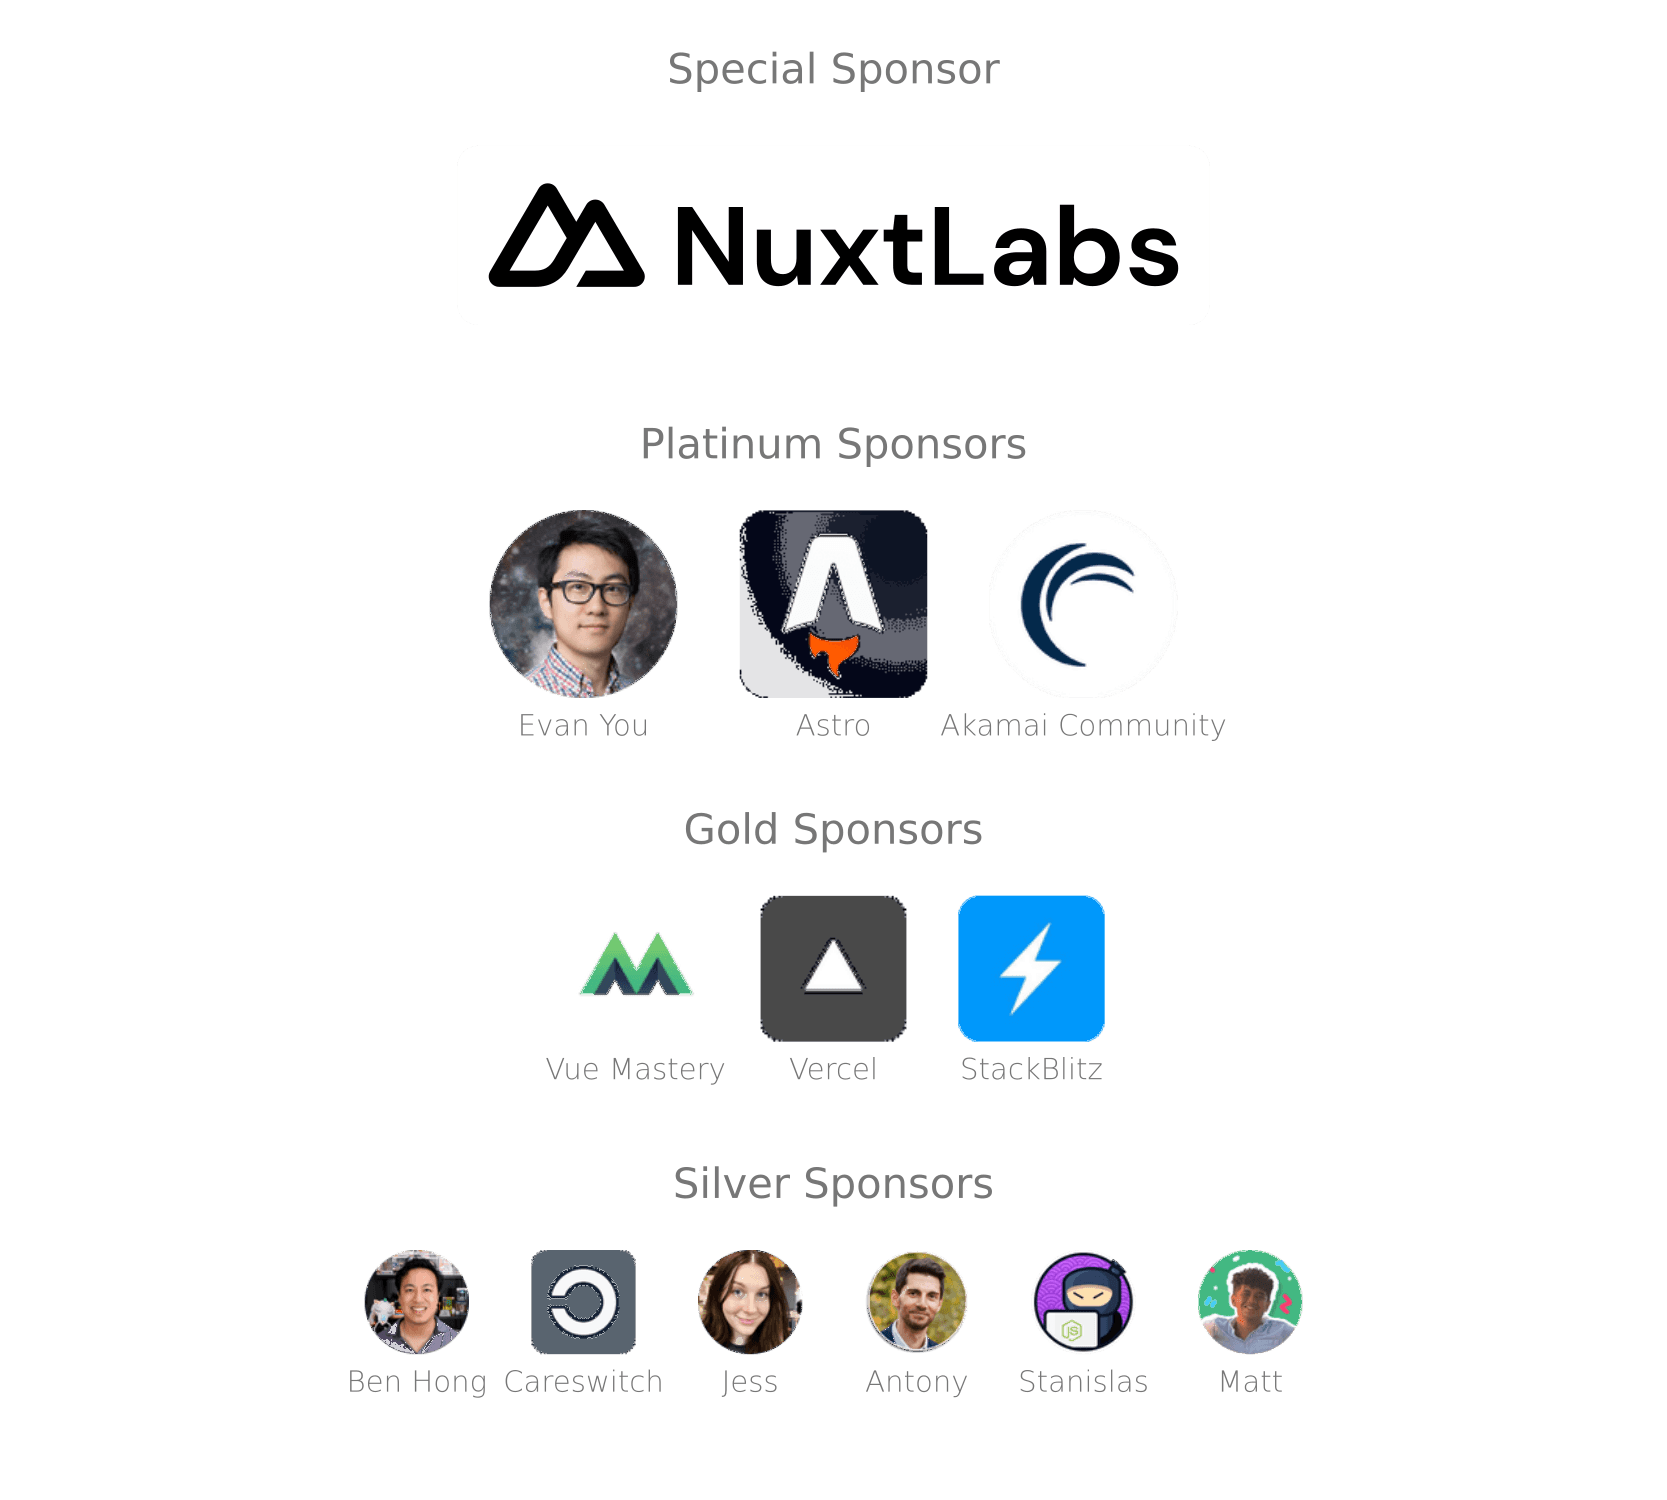 Special Sponsor
NuxtLabs
Platinum Sponsors
Evan You
Astro
Akamai Community
Gold Sponsors
Vue Mastery
Vercel
StackBlitz
Silver Sponsors
JS
Ben Hong
Careswitch
Jess
Antony
Stanislas
Matt